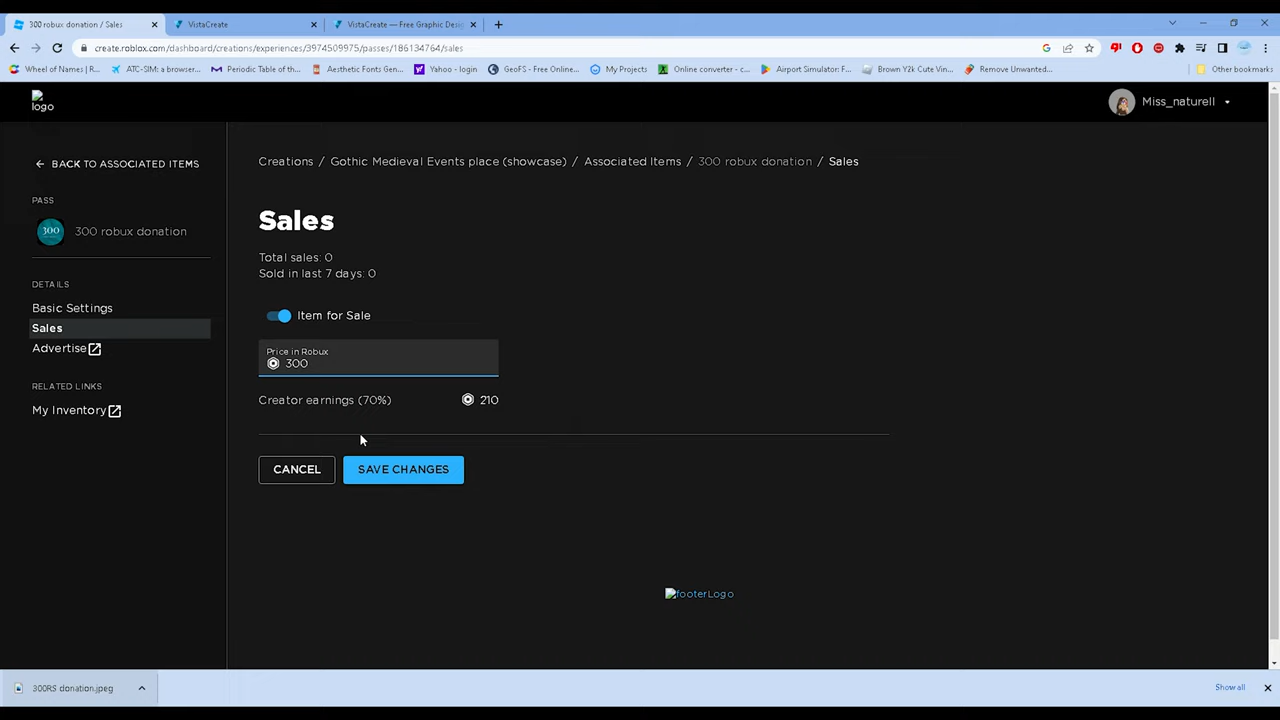 300 robux donation / Sales
VistaCreate
VistaCreate — Free Graphic Desig
create.roblox.com/dashboard/creations/experiences/3974509975/passes/186134764/sales
Wheel of Names | R...
ATC-SIM: a browser...
Periodic Table of th...
Aesthetic Fonts Gen...
Yahoo - login
GeoFS - Free Online...
My Projects
Online converter - c...
Airport Simulator: F...
Brown Y2k Cute Vin...
Remove Unwanted...
Other bookmarks
logo
Miss_naturell
BACK TO ASSOCIATED ITEMS
Creations / Gothic Medieval Events place (showcase) / Associated Items / 300 robux donation / Sales
PASS
300
300 robux donation
DETAILS
Basic Settings
Sales
Advertise
RELATED LINKS
My Inventory
Sales
Total sales: 0
Sold in last 7 days: 0
Item for Sale
Price in Robux
300
Creator earnings (70%) 210
CANCEL
SAVE CHANGES
footerLogo
300RS donation.jpeg
Show all